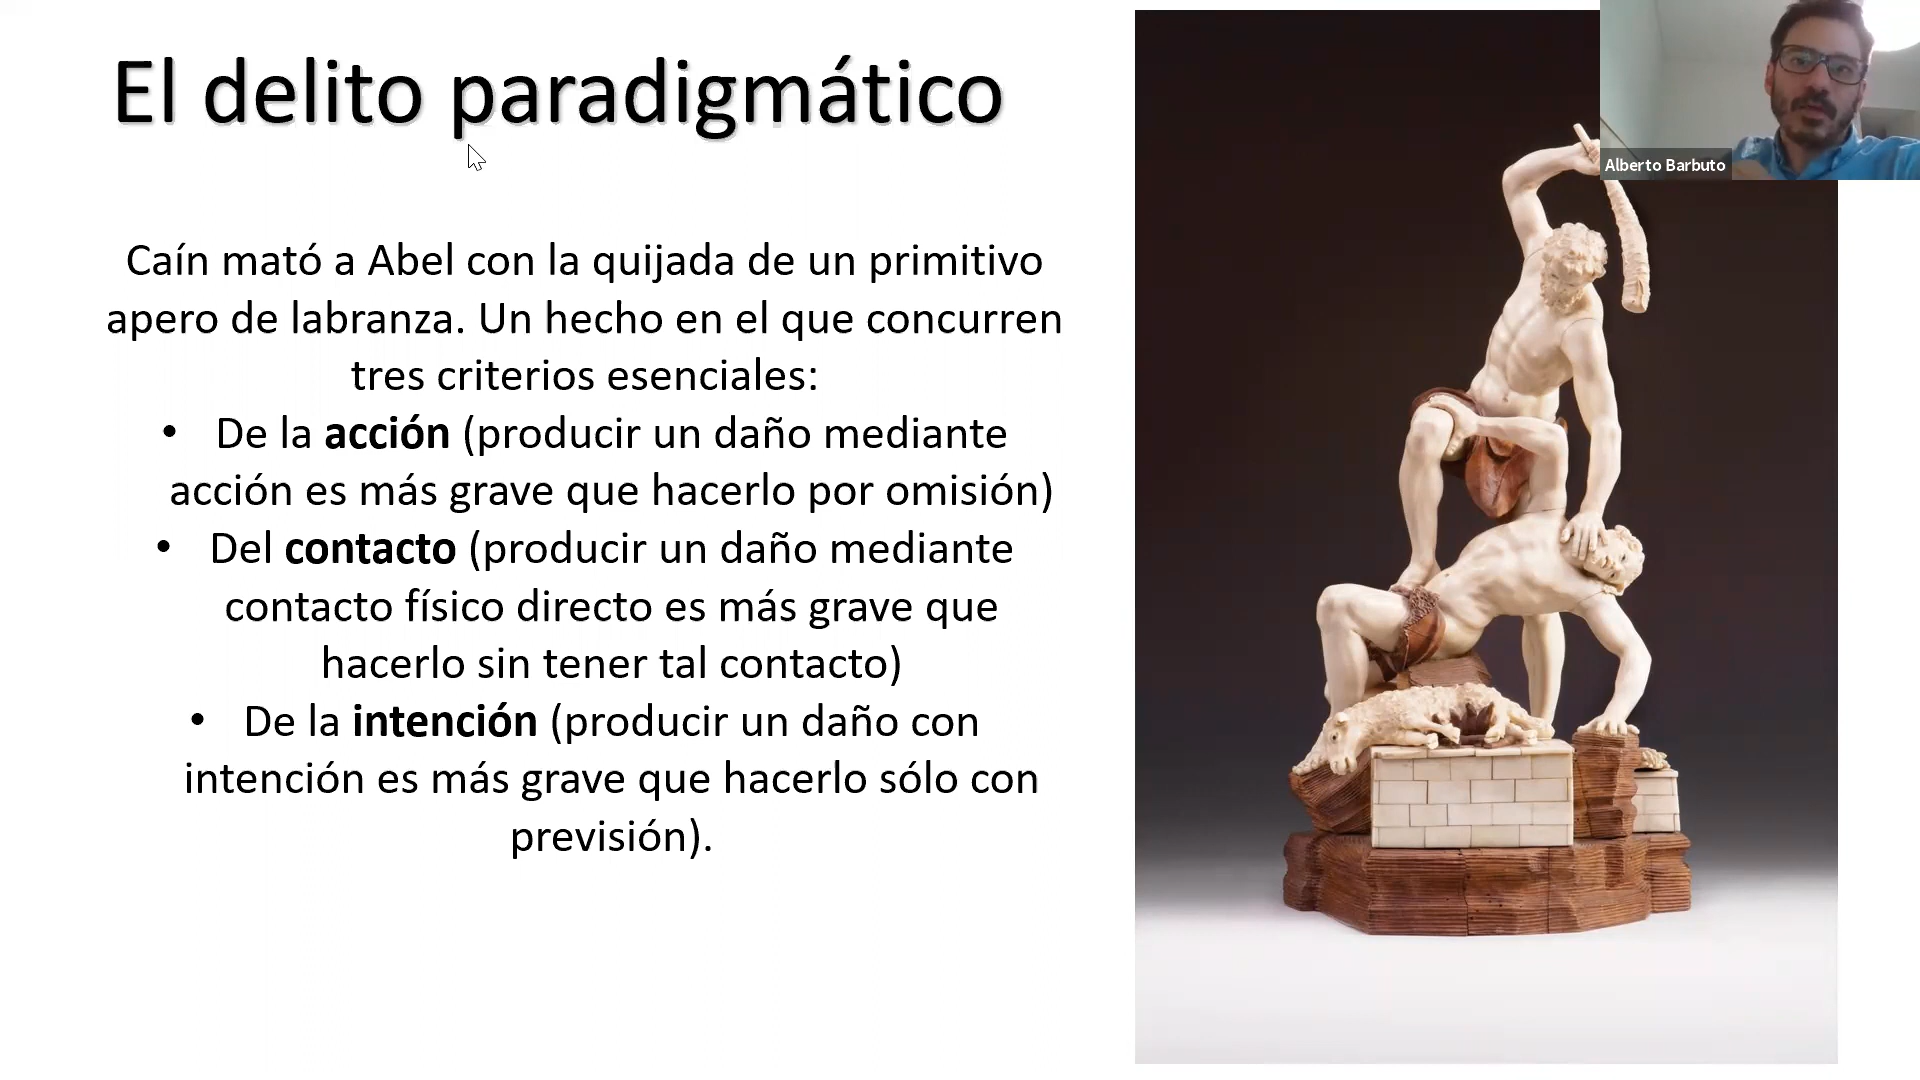 El delito paradigmático
Alberto Barbuto
Caín mató a Abel con la quijada de un primitivo
apero de labranza. Un hecho en el que concurren
tres criterios esenciales:
• De la acción (producir un daño mediante
acción es más grave que hacerlo por omisión)
• Del contacto (producir un daño mediante
contacto físico directo es más grave que
hacerlo sin tener tal contacto)
• De la intención (producir un daño con
intención es más grave que hacerlo sólo con
previsión).